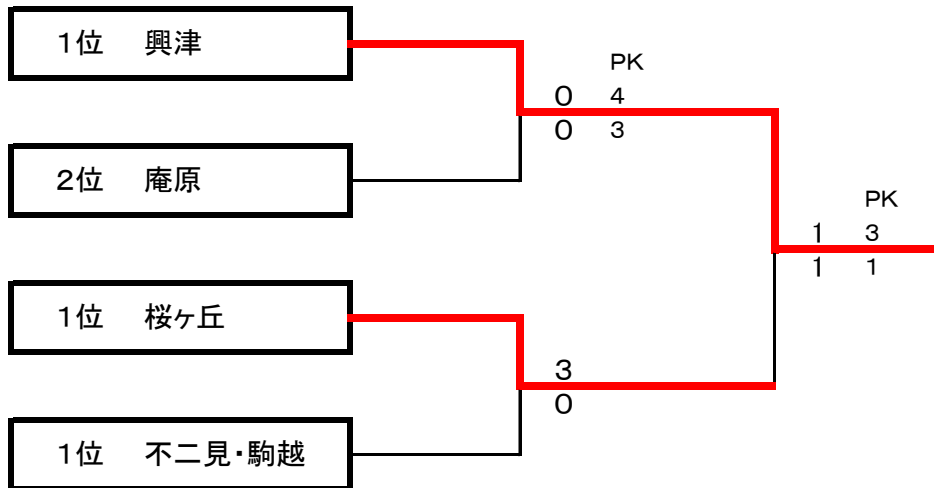 １位　興津
PK
０　４
０　３
２位　庵原
PK
１　３
１　１
１位　桜ヶ丘
３
０
１位　不二見・駒越